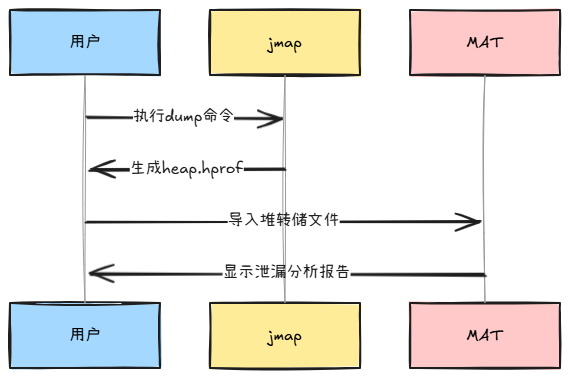 用户
jmap
MAT
执行dump命令
生成heap.hprof
导入堆转储文件
显示泄漏分析报告
用户
jmap
MAT